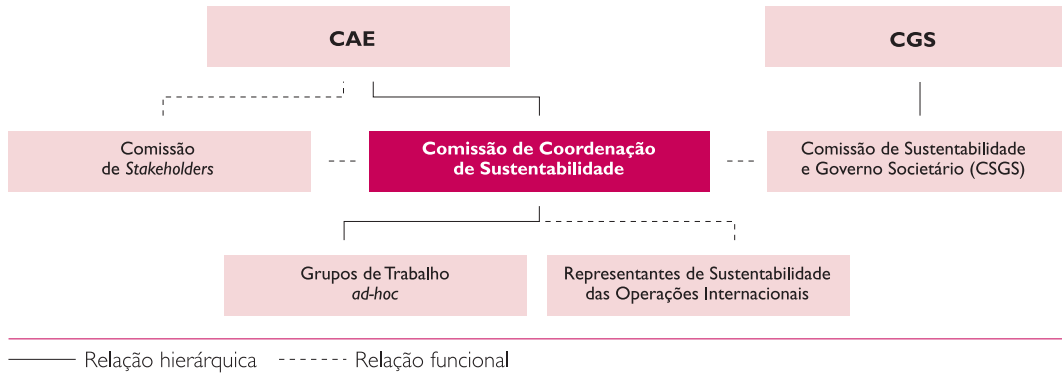 CAE
CGS
Comissão
de Stakeholders
Comissão de Coordenação
de Sustentabilidade
Comissão de Sustentabilidade
e Governo Societário (CSGS)
Grupos de Trabalho
ad-hoc
Representantes de Sustentabilidade
das Operações Internacionais
Relação hierárquica
Relação funcional